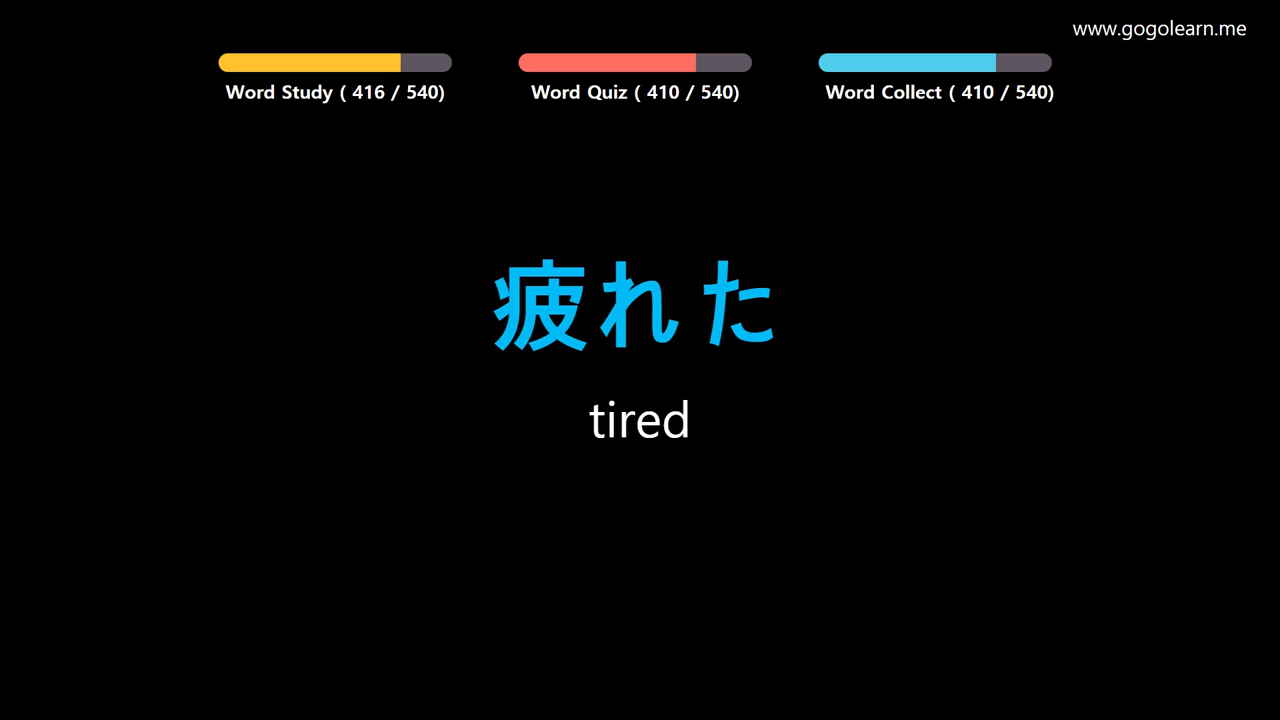 www.gogolearn.me
Word Study ( 416 / 540)
Word Quiz ( 410 / 540)
Word Collect ( 410 / 540)
疲れた
tired